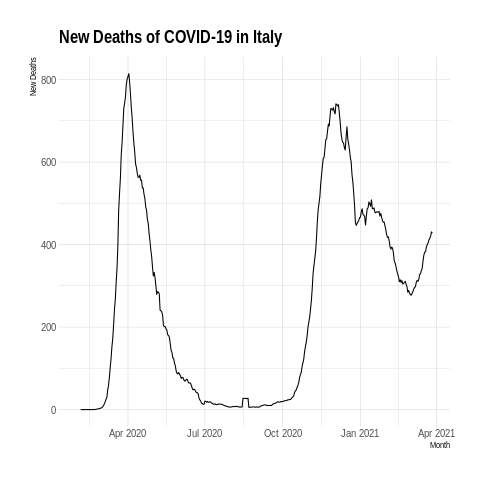 New Deaths of COVID-19 in Italy
New Deaths
800
600
400
200
0
Apr 2020
Jul 2020
Oct 2020
Jan 2021
Apr 2021
Month